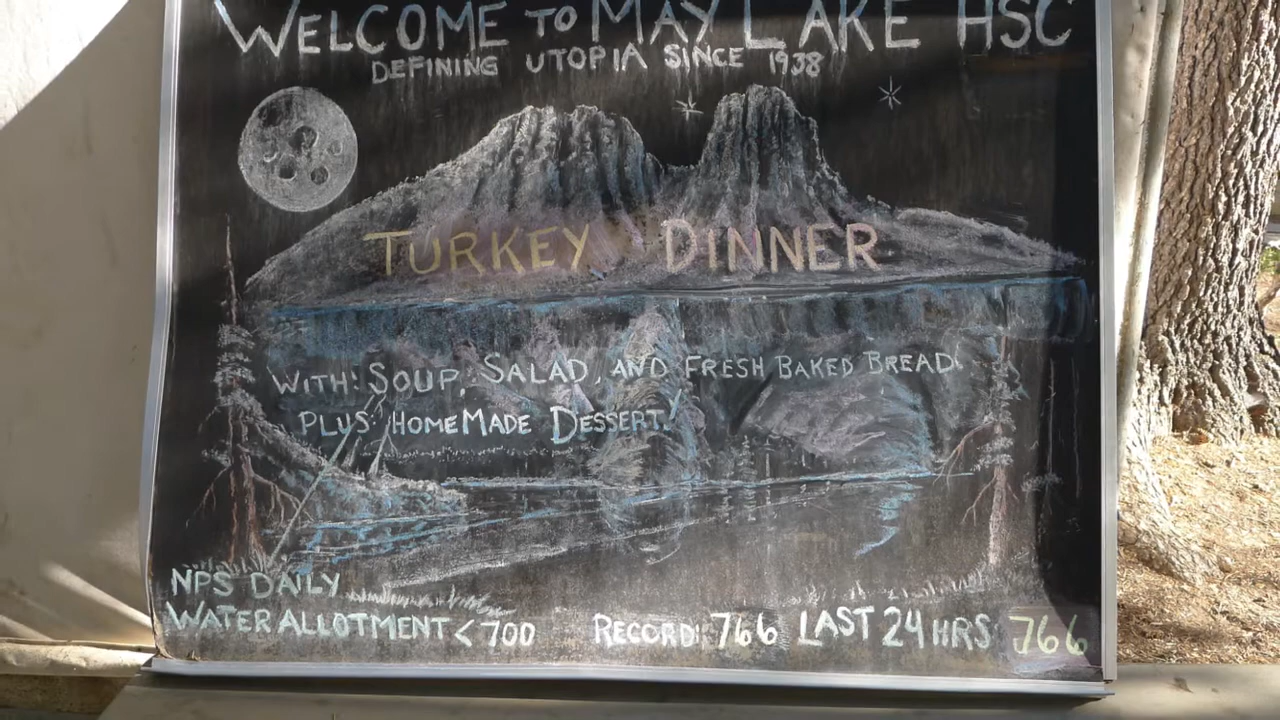 WELCOME TO MAY LAKE HSC
DEFINING UTOPIA SINCE 1938
TURKEY DINNER
WITH: SOUP, SALAD, AND FRESH BAKED BREAD
PLUS HOMEMADE DESSERT!
NPS DAILY
WATER ALLOTMENT < 700 RECORD: 766 LAST 24 HRS 766